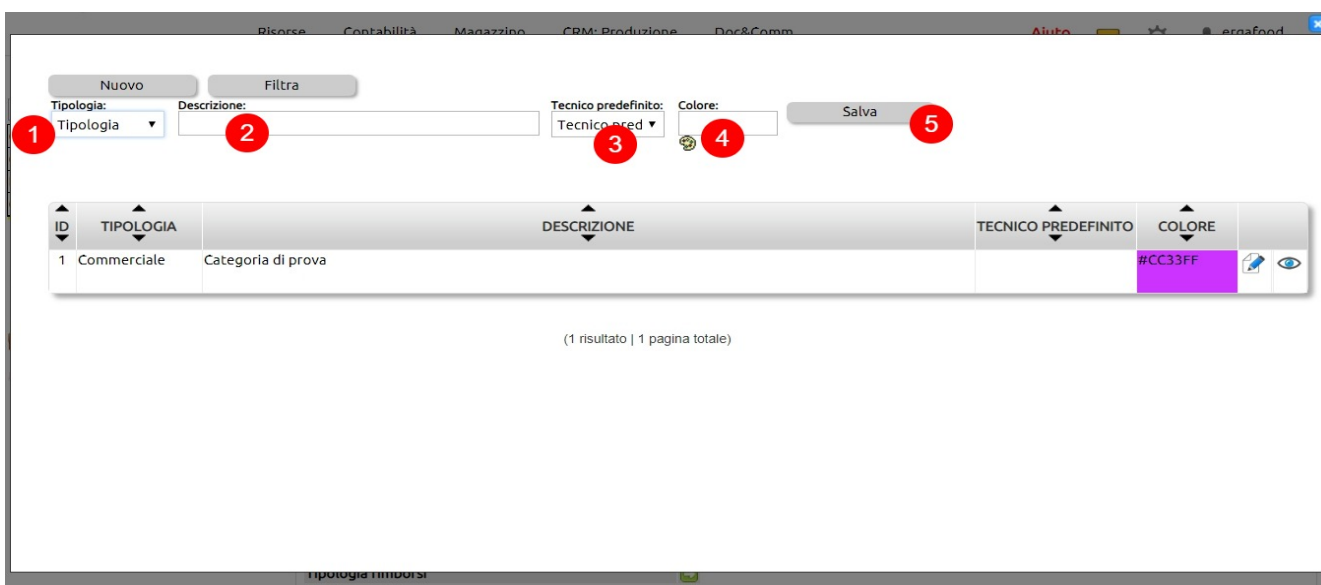 Risorse Contabilità Magazzino CRM: Produzione Doc&Comm Aiuto ergafood
Nuovo Filtra
Tipologia: Descrizione: Tecnico predefinito: Colore:
Tipologia Tecnico pred Salva
1 2 3 4 5
ID TIPOLOGIA DESCRIZIONE TECNICO PREDEFINITO COLORE
1 Commerciale Categoria di prova #CC33FF
(1 risultato | 1 pagina totale)
Tipologia rimborsi